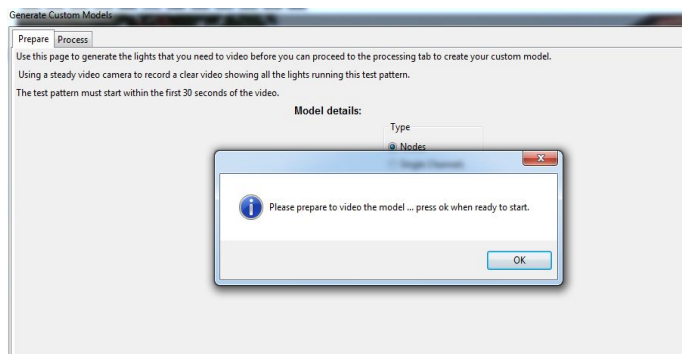 Generate Custom Models
Prepare Process
Use this page to generate the lights that you need to video before you can proceed to the processing tab to create your custom model.
Using a steady video camera to record a clear video showing all the lights running this test pattern.
The test pattern must start within the first 30 seconds of the video.
Model details:
Type
Nodes
Please prepare to video the model ... press ok when ready to start.
OK